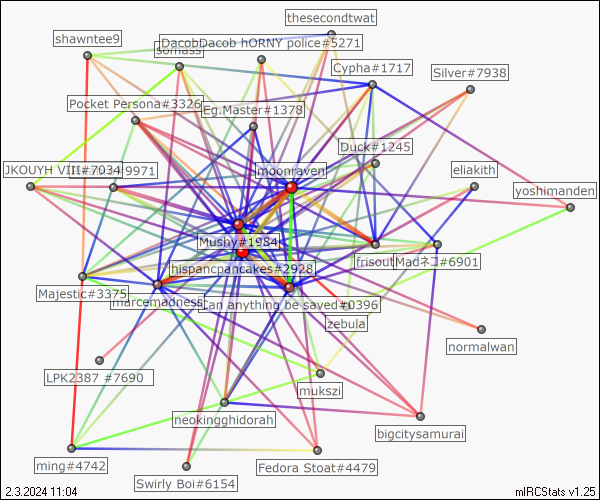 thesecondtwat
shawntee9
DacobDacob hORNY police#5271
somass
Cypha#1717
Silver#7938
Pocket Persona#3326
Eg.Master#1378
Duck#1245
JKOUYH VIII#7034
#9971
moonraven
eliakith
yoshimanden
Mushy#1984
hispancpancakes#2928
frisout
Madネコ#6901
Majestic#3375
marcemadness
Can anything be saved#0396
zebula
normalwan
LPK2387 #7690
mukszi
neokingghidorah
bigcitysamurai
ming#4742
Fedora Stoat#4479
Swirly Boi#6154
2.3.2024 11:04
mIRCStats v1.25